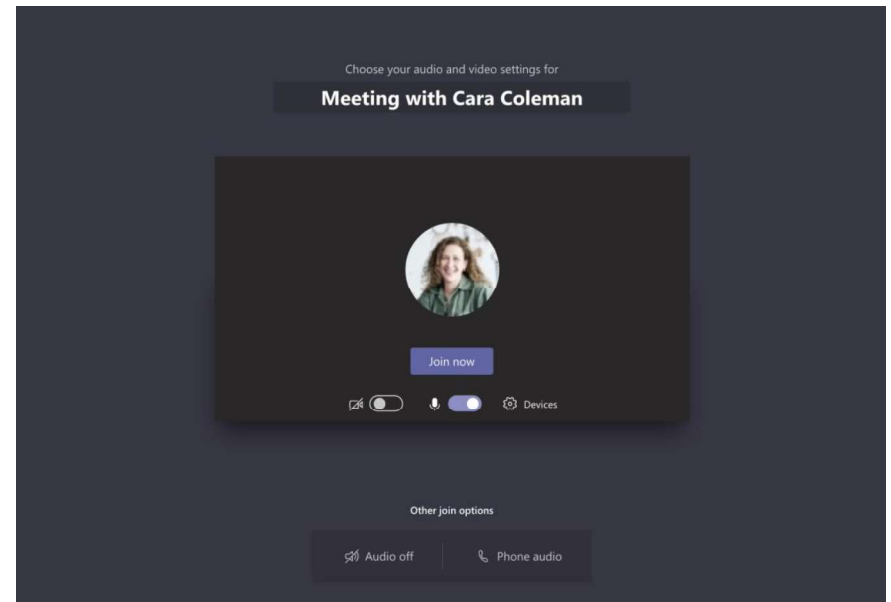 Choose your audio and video settings for
Meeting with Cara Coleman
Join now
Devices
Other join options
Audio off
Phone audio